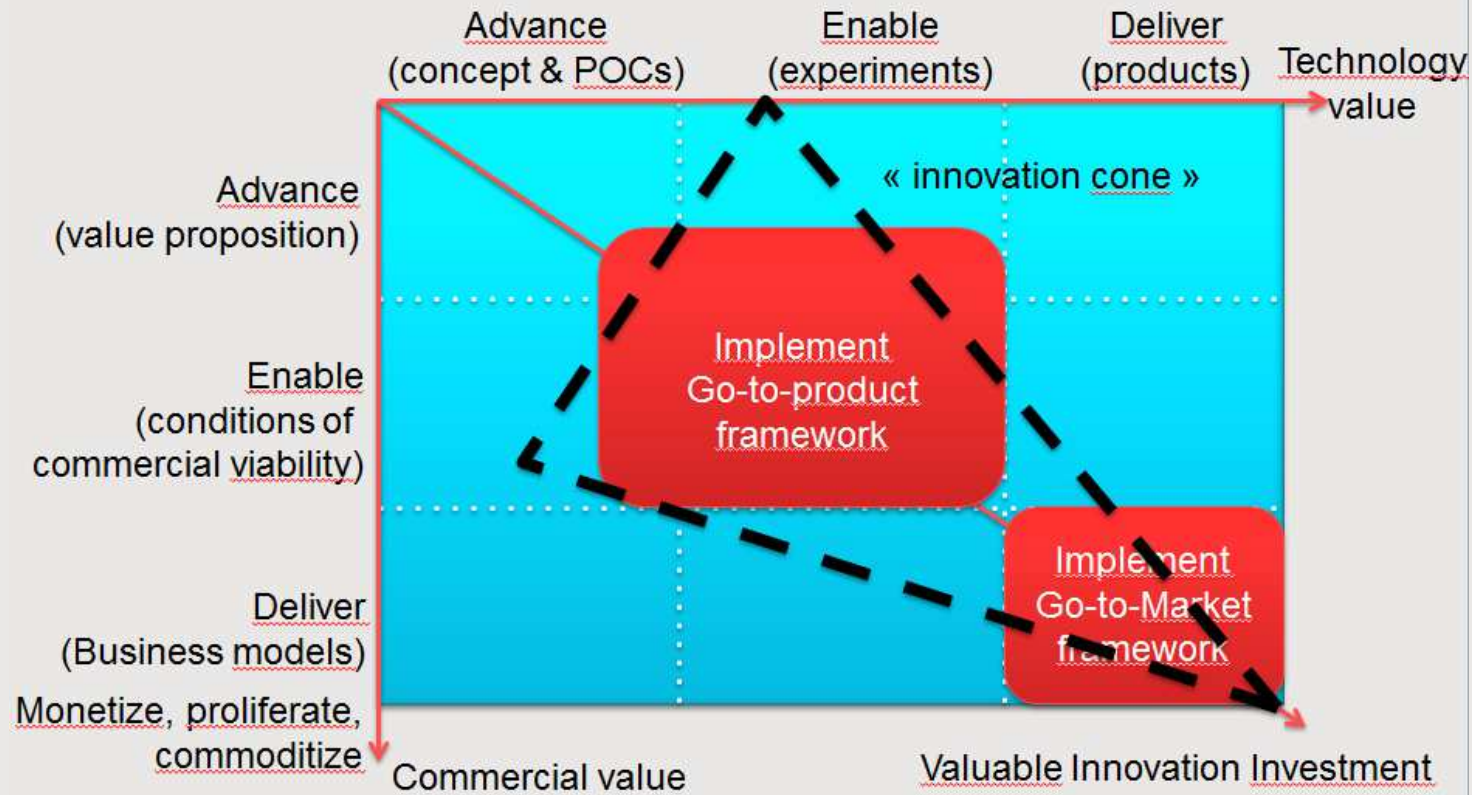 Advance
(concept & POCs)
Enable
(experiments)
Deliver
(products)
Technology
value
Advance
(value proposition)
« innovation cone »
Enable
(conditions of
commercial viability)
Implement
Go-to-product
framework
Deliver
(Business models)
Implement
Go-to-Market
framework
Monetize, proliferate,
commoditize
Commercial value
Valuable Innovation Investment